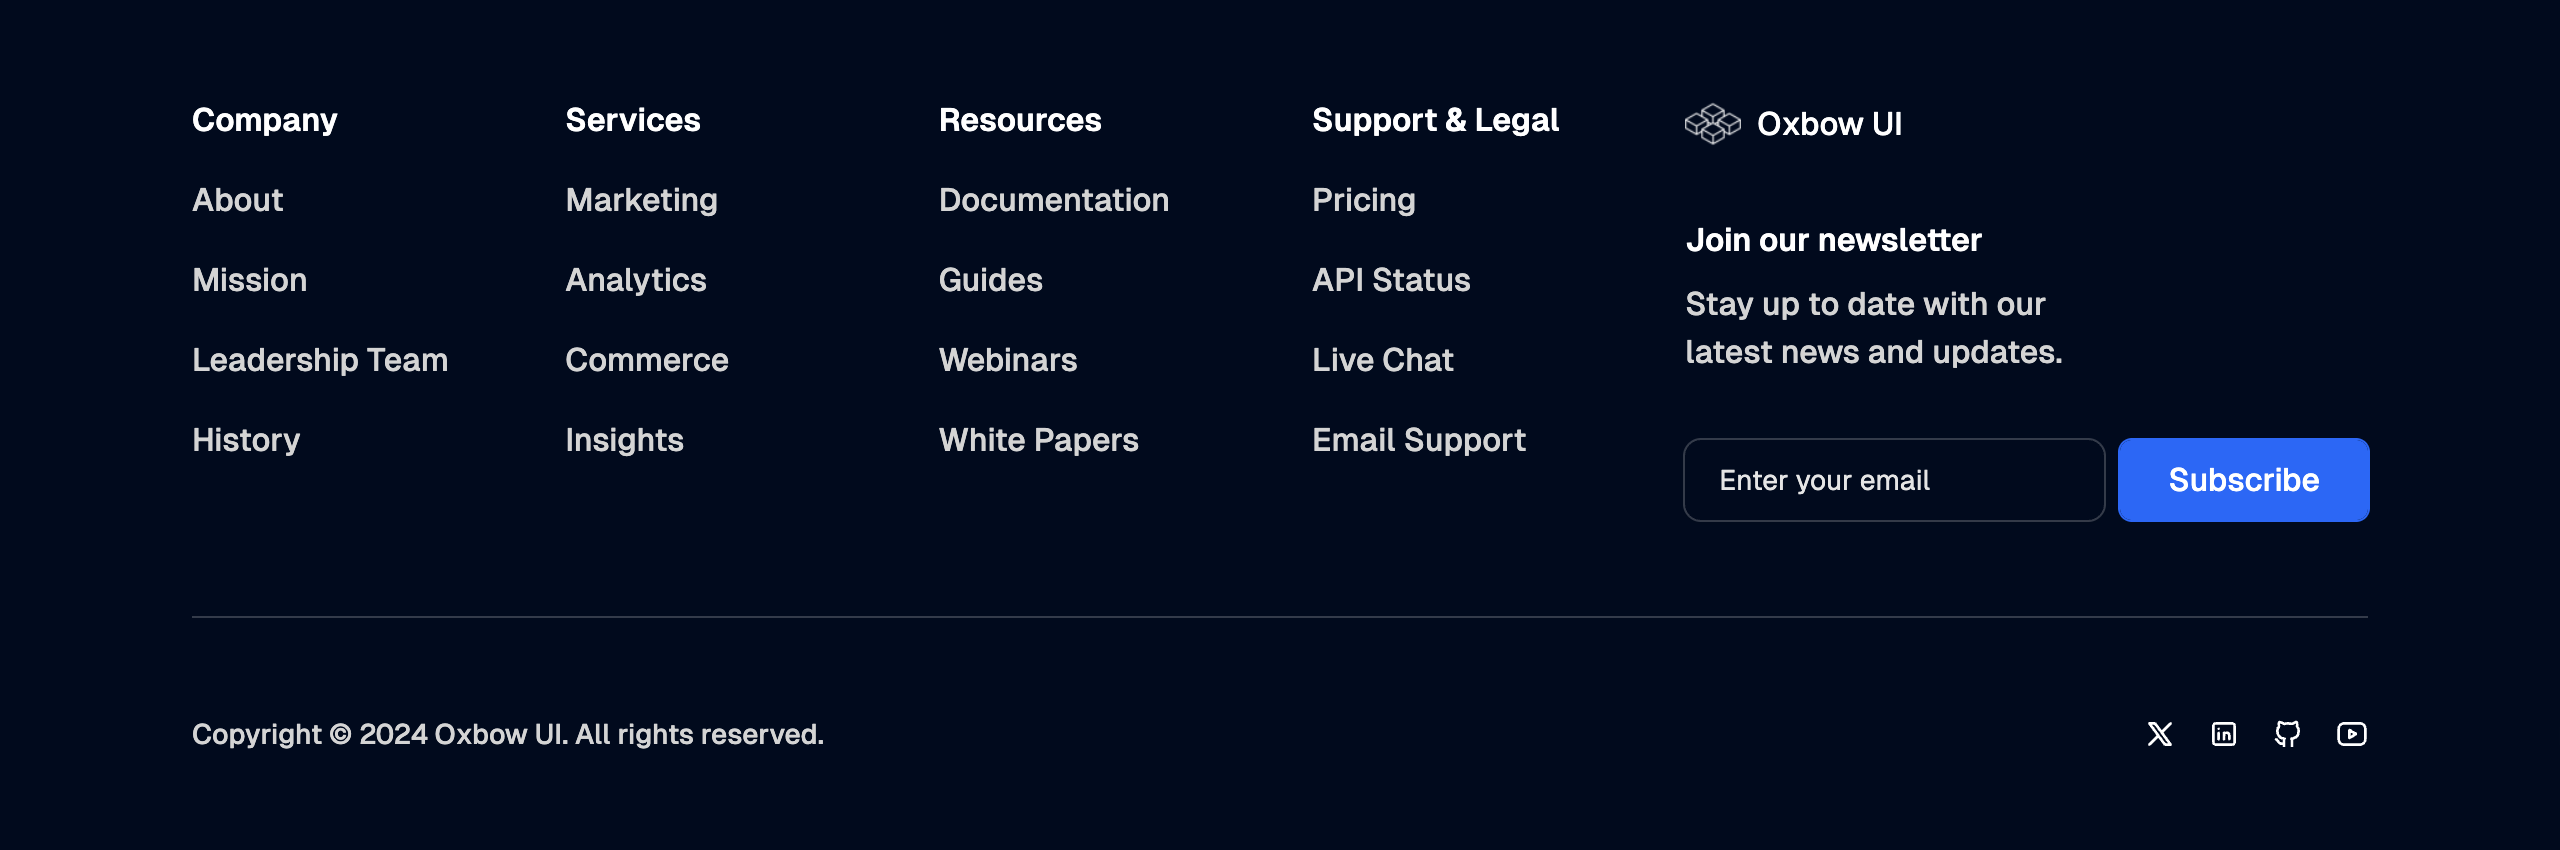 Company
About
Mission
Leadership Team
History
Services
Marketing
Analytics
Commerce
Insights
Resources
Documentation
Guides
Webinars
White Papers
Support & Legal
Pricing
API Status
Live Chat
Email Support
Oxbow UI
Join our newsletter
Stay up to date with our
latest news and updates.
Enter your email
Subscribe
Copyright © 2024 Oxbow UI. All rights reserved.